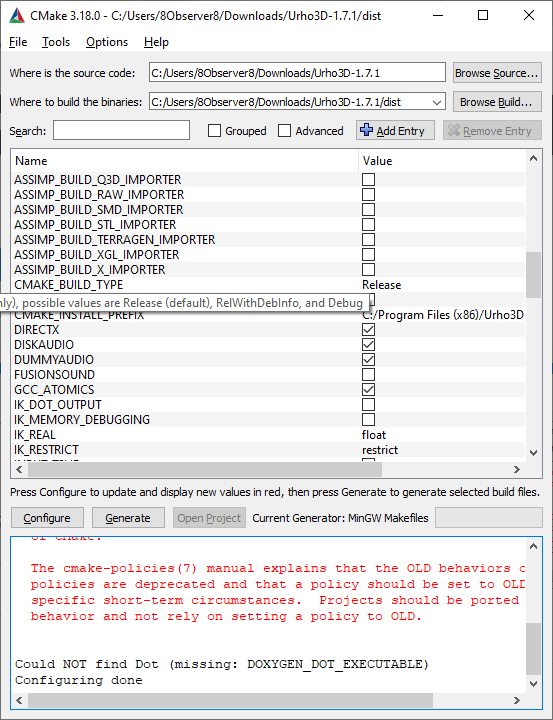 CMake 3.18.0 - C:/Users/8Observer8/Downloads/Urho3D-1.7.1/dist
File Tools Options Help
Where is the source code: C:/Users/8Observer8/Downloads/Urho3D-1.7.1 Browse Source...
Where to build the binaries: C:/Users/8Observer8/Downloads/Urho3D-1.7.1/dist Browse Build...
Search: Grouped Advanced Add Entry Remove Entry
Name Value
ASSIMP_BUILD_Q3D_IMPORTER
ASSIMP_BUILD_RAW_IMPORTER
ASSIMP_BUILD_SMD_IMPORTER
ASSIMP_BUILD_STL_IMPORTER
ASSIMP_BUILD_TERRAGEN_IMPORTER
ASSIMP_BUILD_XGL_IMPORTER
ASSIMP_BUILD_X_IMPORTER
CMAKE_BUILD_TYPE Release
nly), possible values are Release (default), RelWithDebInfo, and Debug
CMAKE_INSTALL_PREFIX C:/Program Files (x86)/Urho3D
DIRECTX
DISKAUDIO
DUMMYAUDIO
FUSIONSOUND
GCC_ATOMICS
IK_DOT_OUTPUT
IK_MEMORY_DEBUGGING
IK_REAL float
IK_RESTRICT restrict
Press Configure to update and display new values in red, then press Generate to generate selected build files.
Configure Generate Open Project Current Generator: MinGW Makefiles
of CMake.
The cmake-policies(7) manual explains that the OLD behaviors o
policies are deprecated and that a policy should be set to OLD
specific short-term circumstances. Projects should be ported
behavior and not rely on setting a policy to OLD.
Could NOT find Dot (missing: DOXYGEN_DOT_EXECUTABLE)
Configuring done